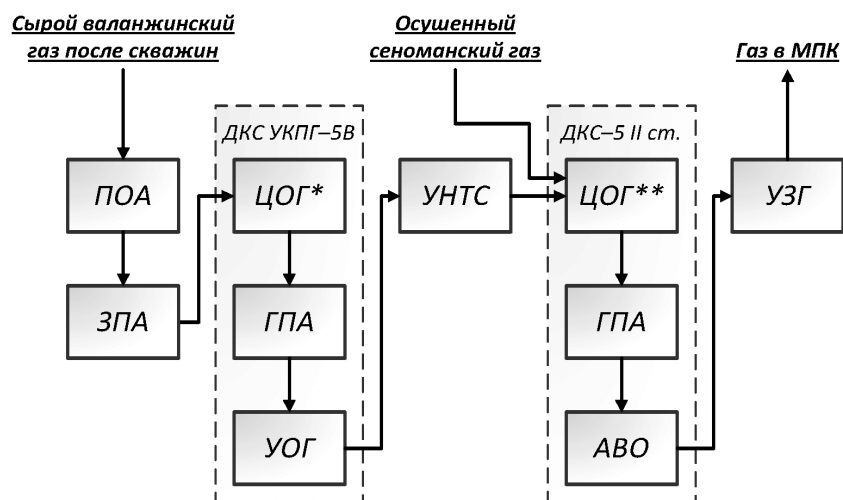 Сырой валанжинский
газ после скважин
Осушенный
сеноманский газ
Газ в МПК
ДКС УКПГ–5В
ДКС–5 II ст.
ПОА
ЦОГ*
УНТС
ЦОГ**
УЗГ
ЗПА
ГПА
ГПА
УОГ
АВО